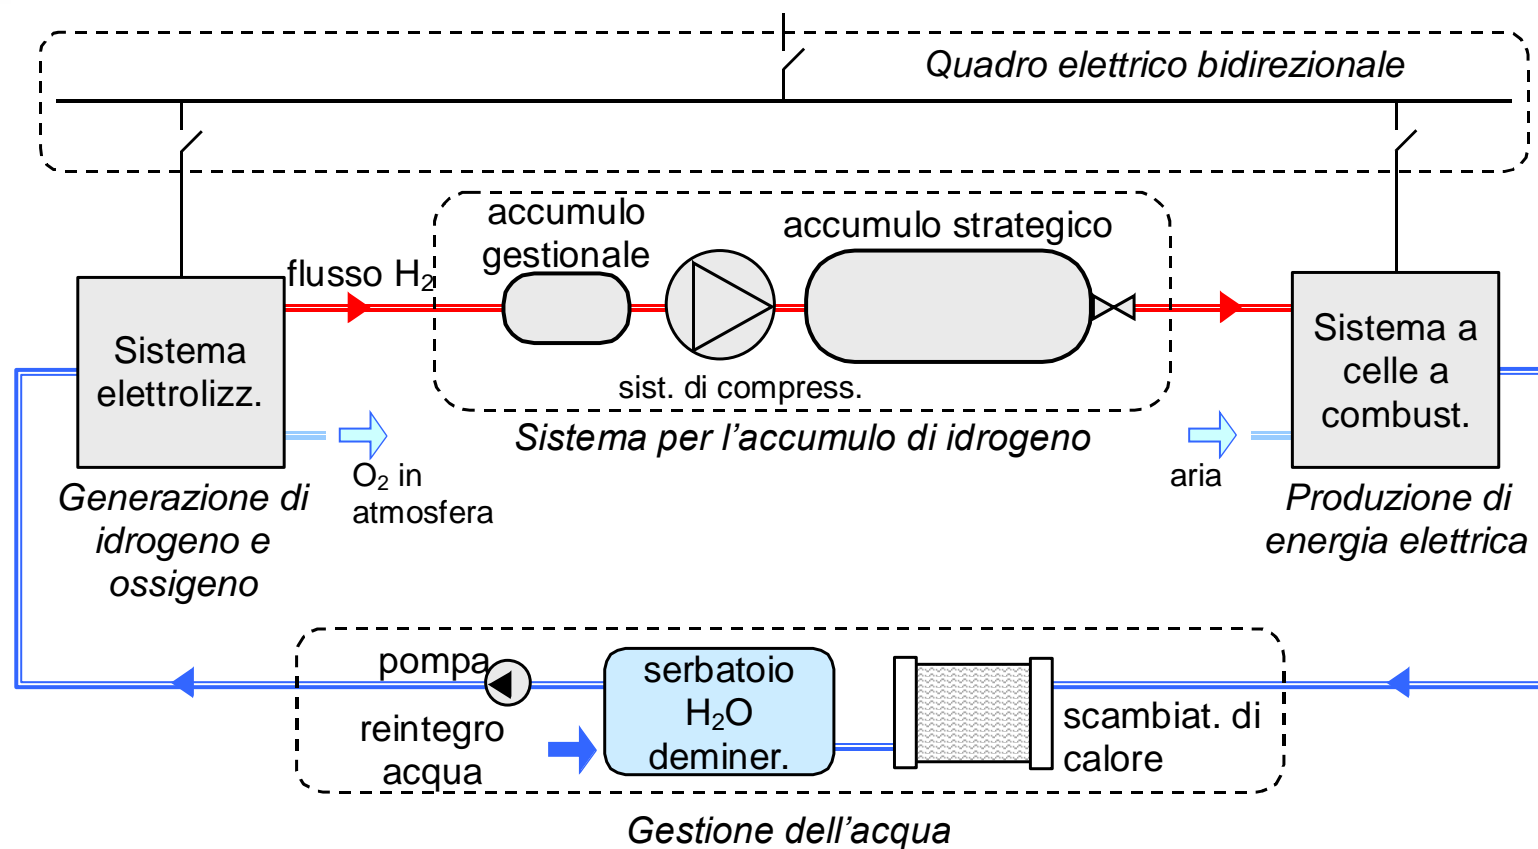 Quadro elettrico bidirezionale
accumulo
gestionale
accumulo strategico
flusso H₂
Sistema
elettrolizz.
sist. di compress.
Sistema per l'accumulo di idrogeno
Sistema a
celle a
combust.
O₂ in
atmosfera
aria
Generazione di
idrogeno e
ossigeno
Produzione di
energia elettrica
pompa
serbatoio
H₂O
deminer.
reintegro
acqua
scambiat. di
calore
Gestione dell'acqua